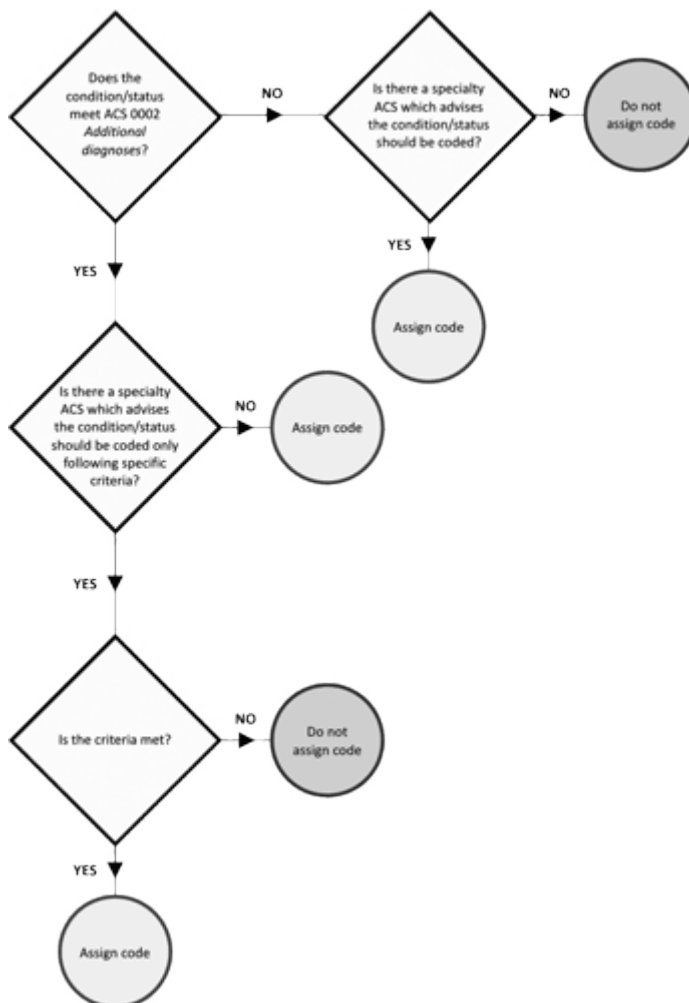 Does the
condition/status
meet ACS 0002
Additional
diagnoses?
NO
Is there a specialty
ACS which advises
the condition/status
should be coded?
NO
Do not
assign code
YES
Assign code
YES
Is there a specialty
ACS which advises
the condition/status
should be coded only
following specific
criteria?
NO
Assign code
YES
Is the criteria met?
NO
Do not
assign code
YES
Assign code